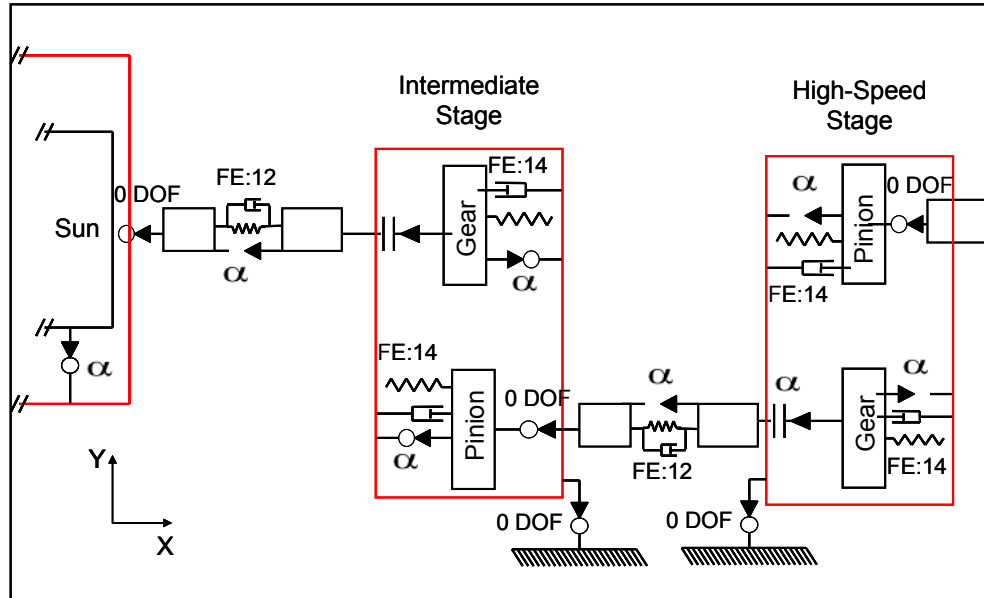 Intermediate
Stage
High-Speed
Stage
FE:12
0 DOF
Sun
α
α
Gear
FE:14
α
FE:14
α
Pinion
0 DOF
α
FE:12
0 DOF
α
Pinion
0 DOF
FE:14
α
α
Gear
FE:14
0 DOF
Y
X